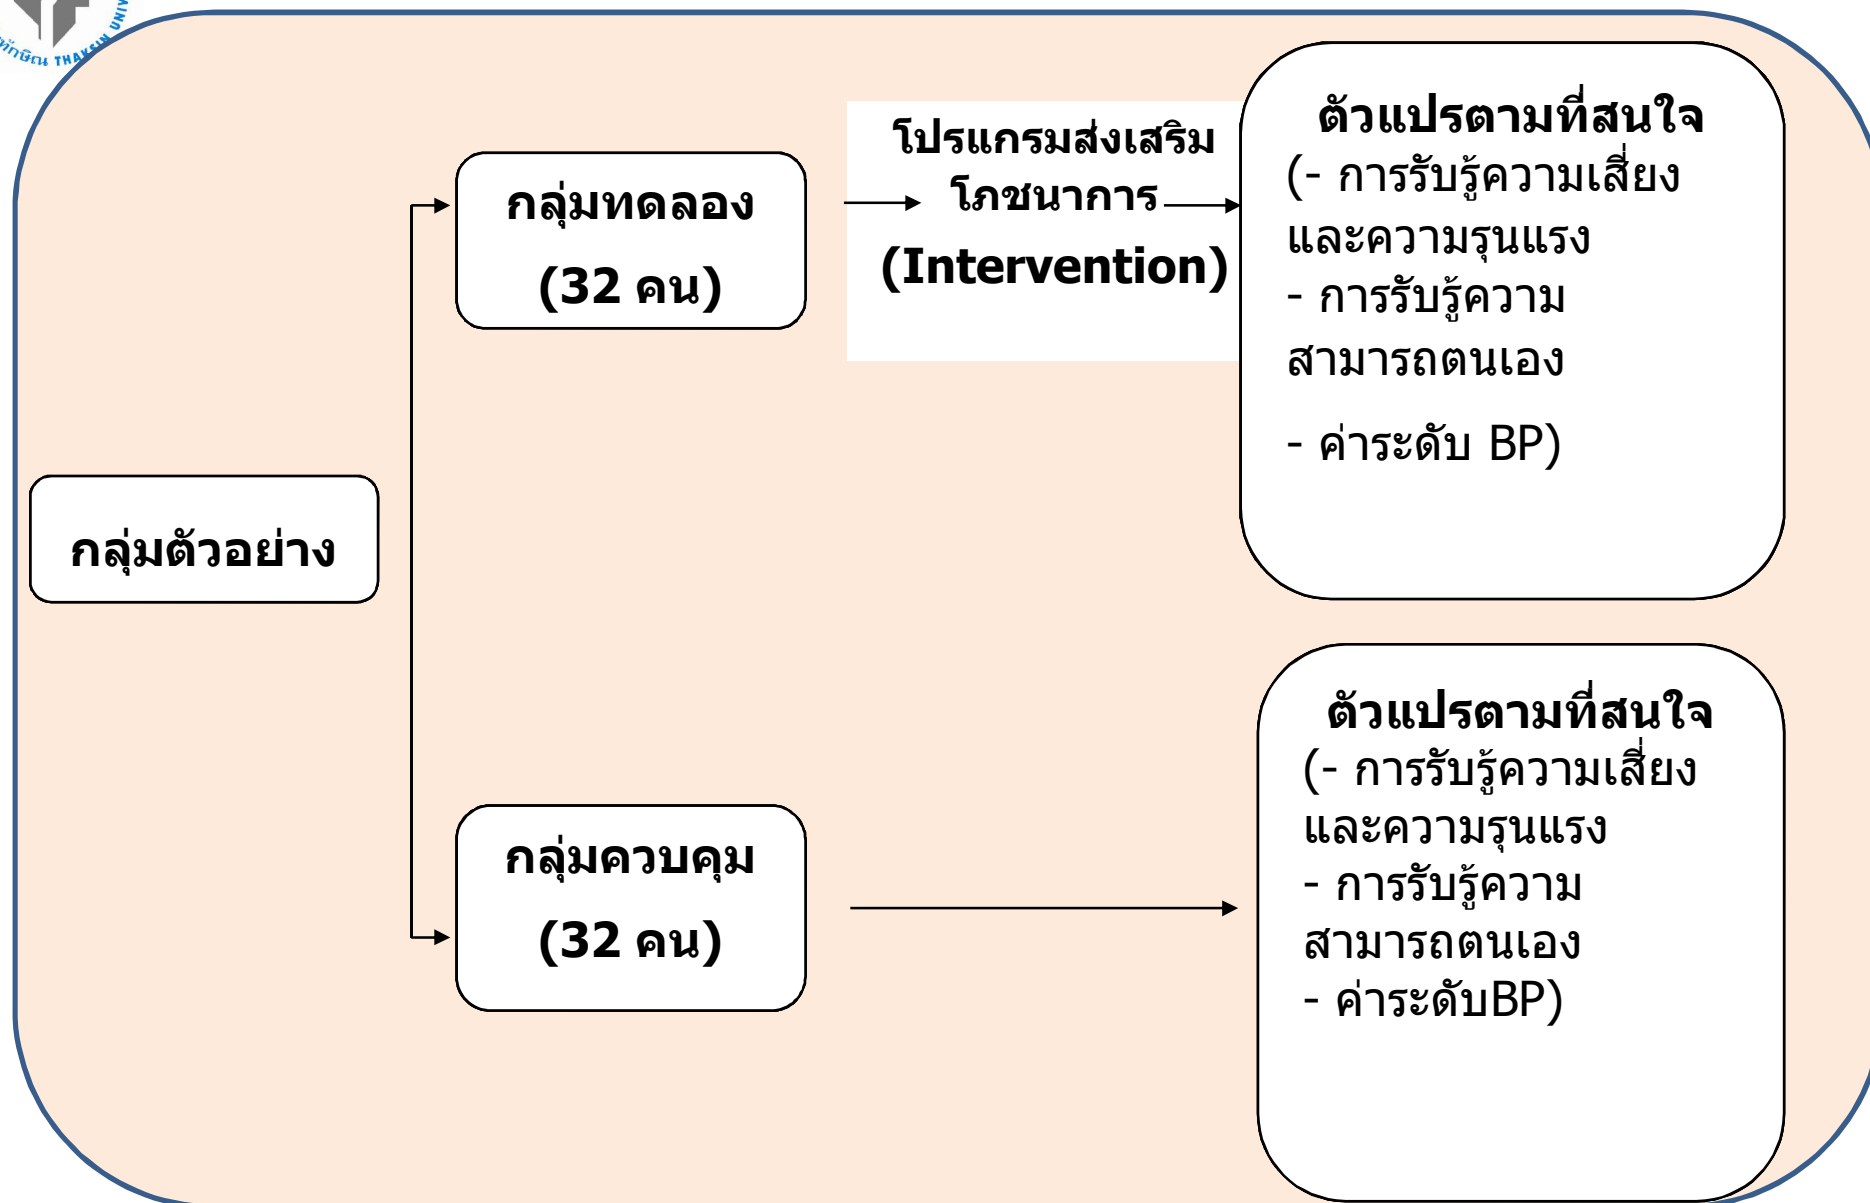 ทักษิณ THAKSIN UNIV
กลุ่มตัวอย่าง
กลุ่มทดลอง
(32 คน)
โปรแกรมส่งเสริม
โภชนาการ
(Intervention)
ตัวแปรตามที่สนใจ
(- การรับรู้ความเสี่ยง
และความรุนแรง
- การรับรู้ความ
สามารถตนเอง
- ค่าระดับ BP)
กลุ่มควบคุม
(32 คน)
ตัวแปรตามที่สนใจ
(- การรับรู้ความเสี่ยง
และความรุนแรง
- การรับรู้ความ
สามารถตนเอง
- ค่าระดับBP)